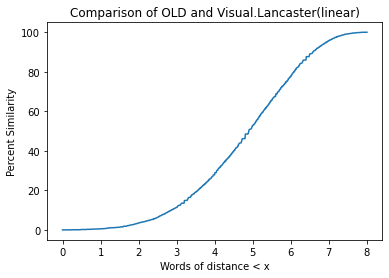 Comparison of OLD and Visual.Lancaster(linear)
Percent Similarity
100
80
60
40
20
0
0 1 2 3 4 5 6 7 8
Words of distance < x